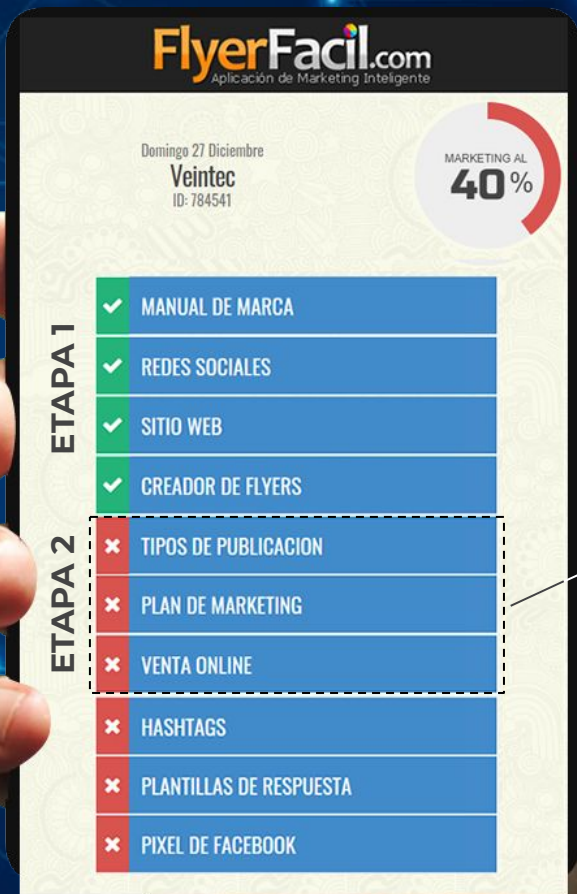 FlyerFacil.com
Aplicación de Marketing Inteligente
Domingo 27 Diciembre
Veintec
ID: 784541
MARKETING AL
40%
ETAPA 1
MANUAL DE MARCA
REDES SOCIALES
SITIO WEB
CREADOR DE FLYERS
ETAPA 2
TIPOS DE PUBLICACION
PLAN DE MARKETING
VENTA ONLINE
HASHTAGS
PLANTILLAS DE RESPUESTA
PIXEL DE FACEBOOK